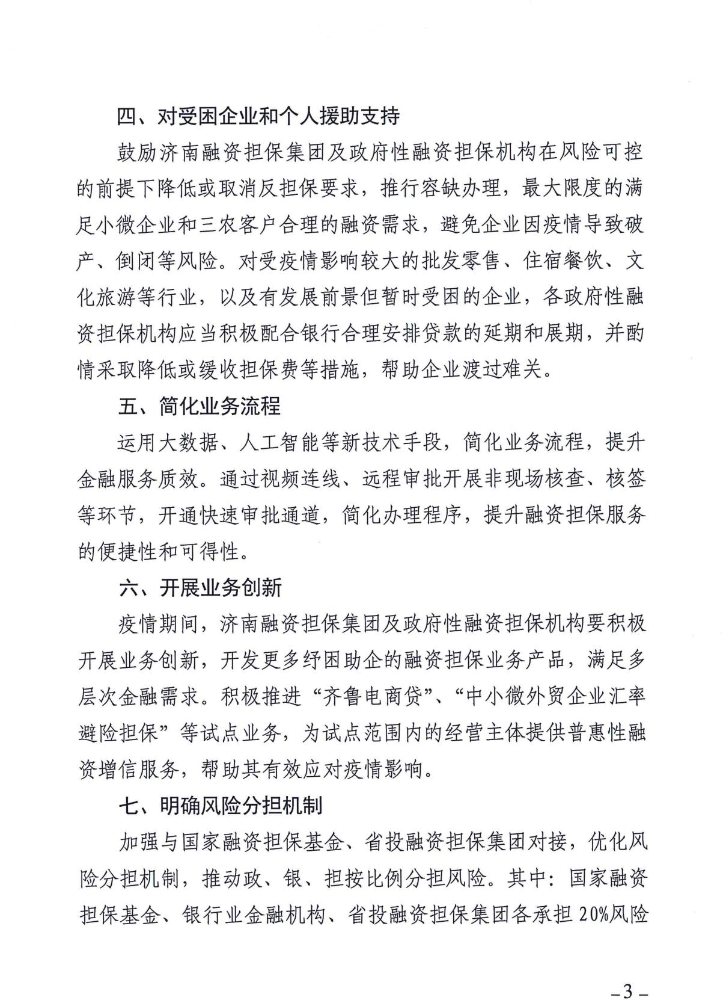 四、对受困企业和个人援助支持
鼓励济南融资担保集团及政府性融资担保机构在风险可控
的前提下降低或取消反担保要求，推行容缺办理，最大限度的满
足小微企业和三农客户合理的融资需求，避免企业因疫情导致破
产、倒闭等风险。对受疫情影响较大的批发零售、住宿餐饮、文
化旅游等行业，以及有发展前景但暂时受困的企业，各政府性融
资担保机构应当积极配合银行合理安排贷款的延期和展期，并酌
情采取降低或缓收担保费等措施，帮助企业渡过难关。
五、简化业务流程
运用大数据、人工智能等新技术手段，简化业务流程，提升
金融服务质效。通过视频连线、远程审批开展非现场核查、核签
等环节，开通快速审批通道，简化办理程序，提升融资担保服务
的便捷性和可得性。
六、开展业务创新
疫情期间，济南融资担保集团及政府性融资担保机构要积极
开展业务创新，开发更多纾困助企的融资担保业务产品，满足多
层次金融需求。积极推进“齐鲁电商贷”、“中小微外贸企业汇率
避险担保”等试点业务，为试点范围内的经营主体提供普惠性融
资增信服务，帮助其有效应对疫情影响。
七、明确风险分担机制
加强与国家融资担保基金、省投融资担保集团对接，优化风
险分担机制，推动政、银、担按比例分担风险。其中：国家融资
担保基金、银行业金融机构、省投融资担保集团各承担 20%风险
– 3 –